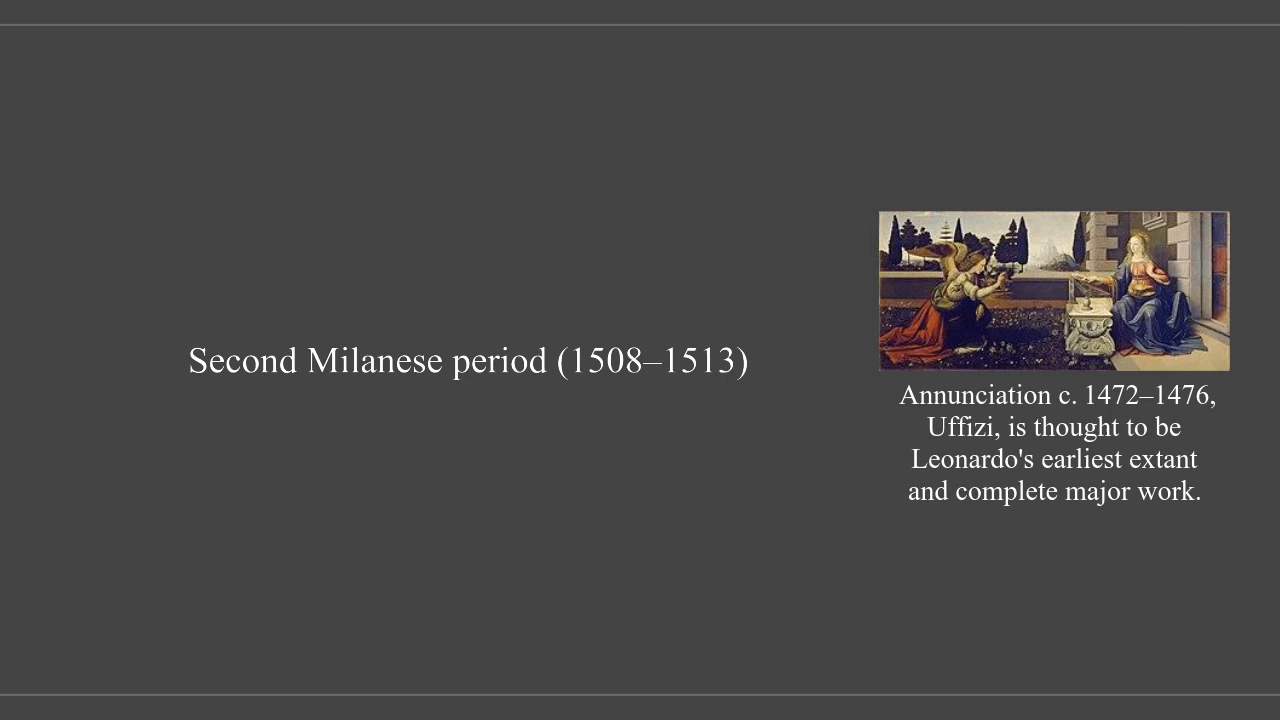 Second Milanese period (1508–1513)
Annunciation c. 1472–1476,
Uffizi, is thought to be
Leonardo's earliest extant
and complete major work.